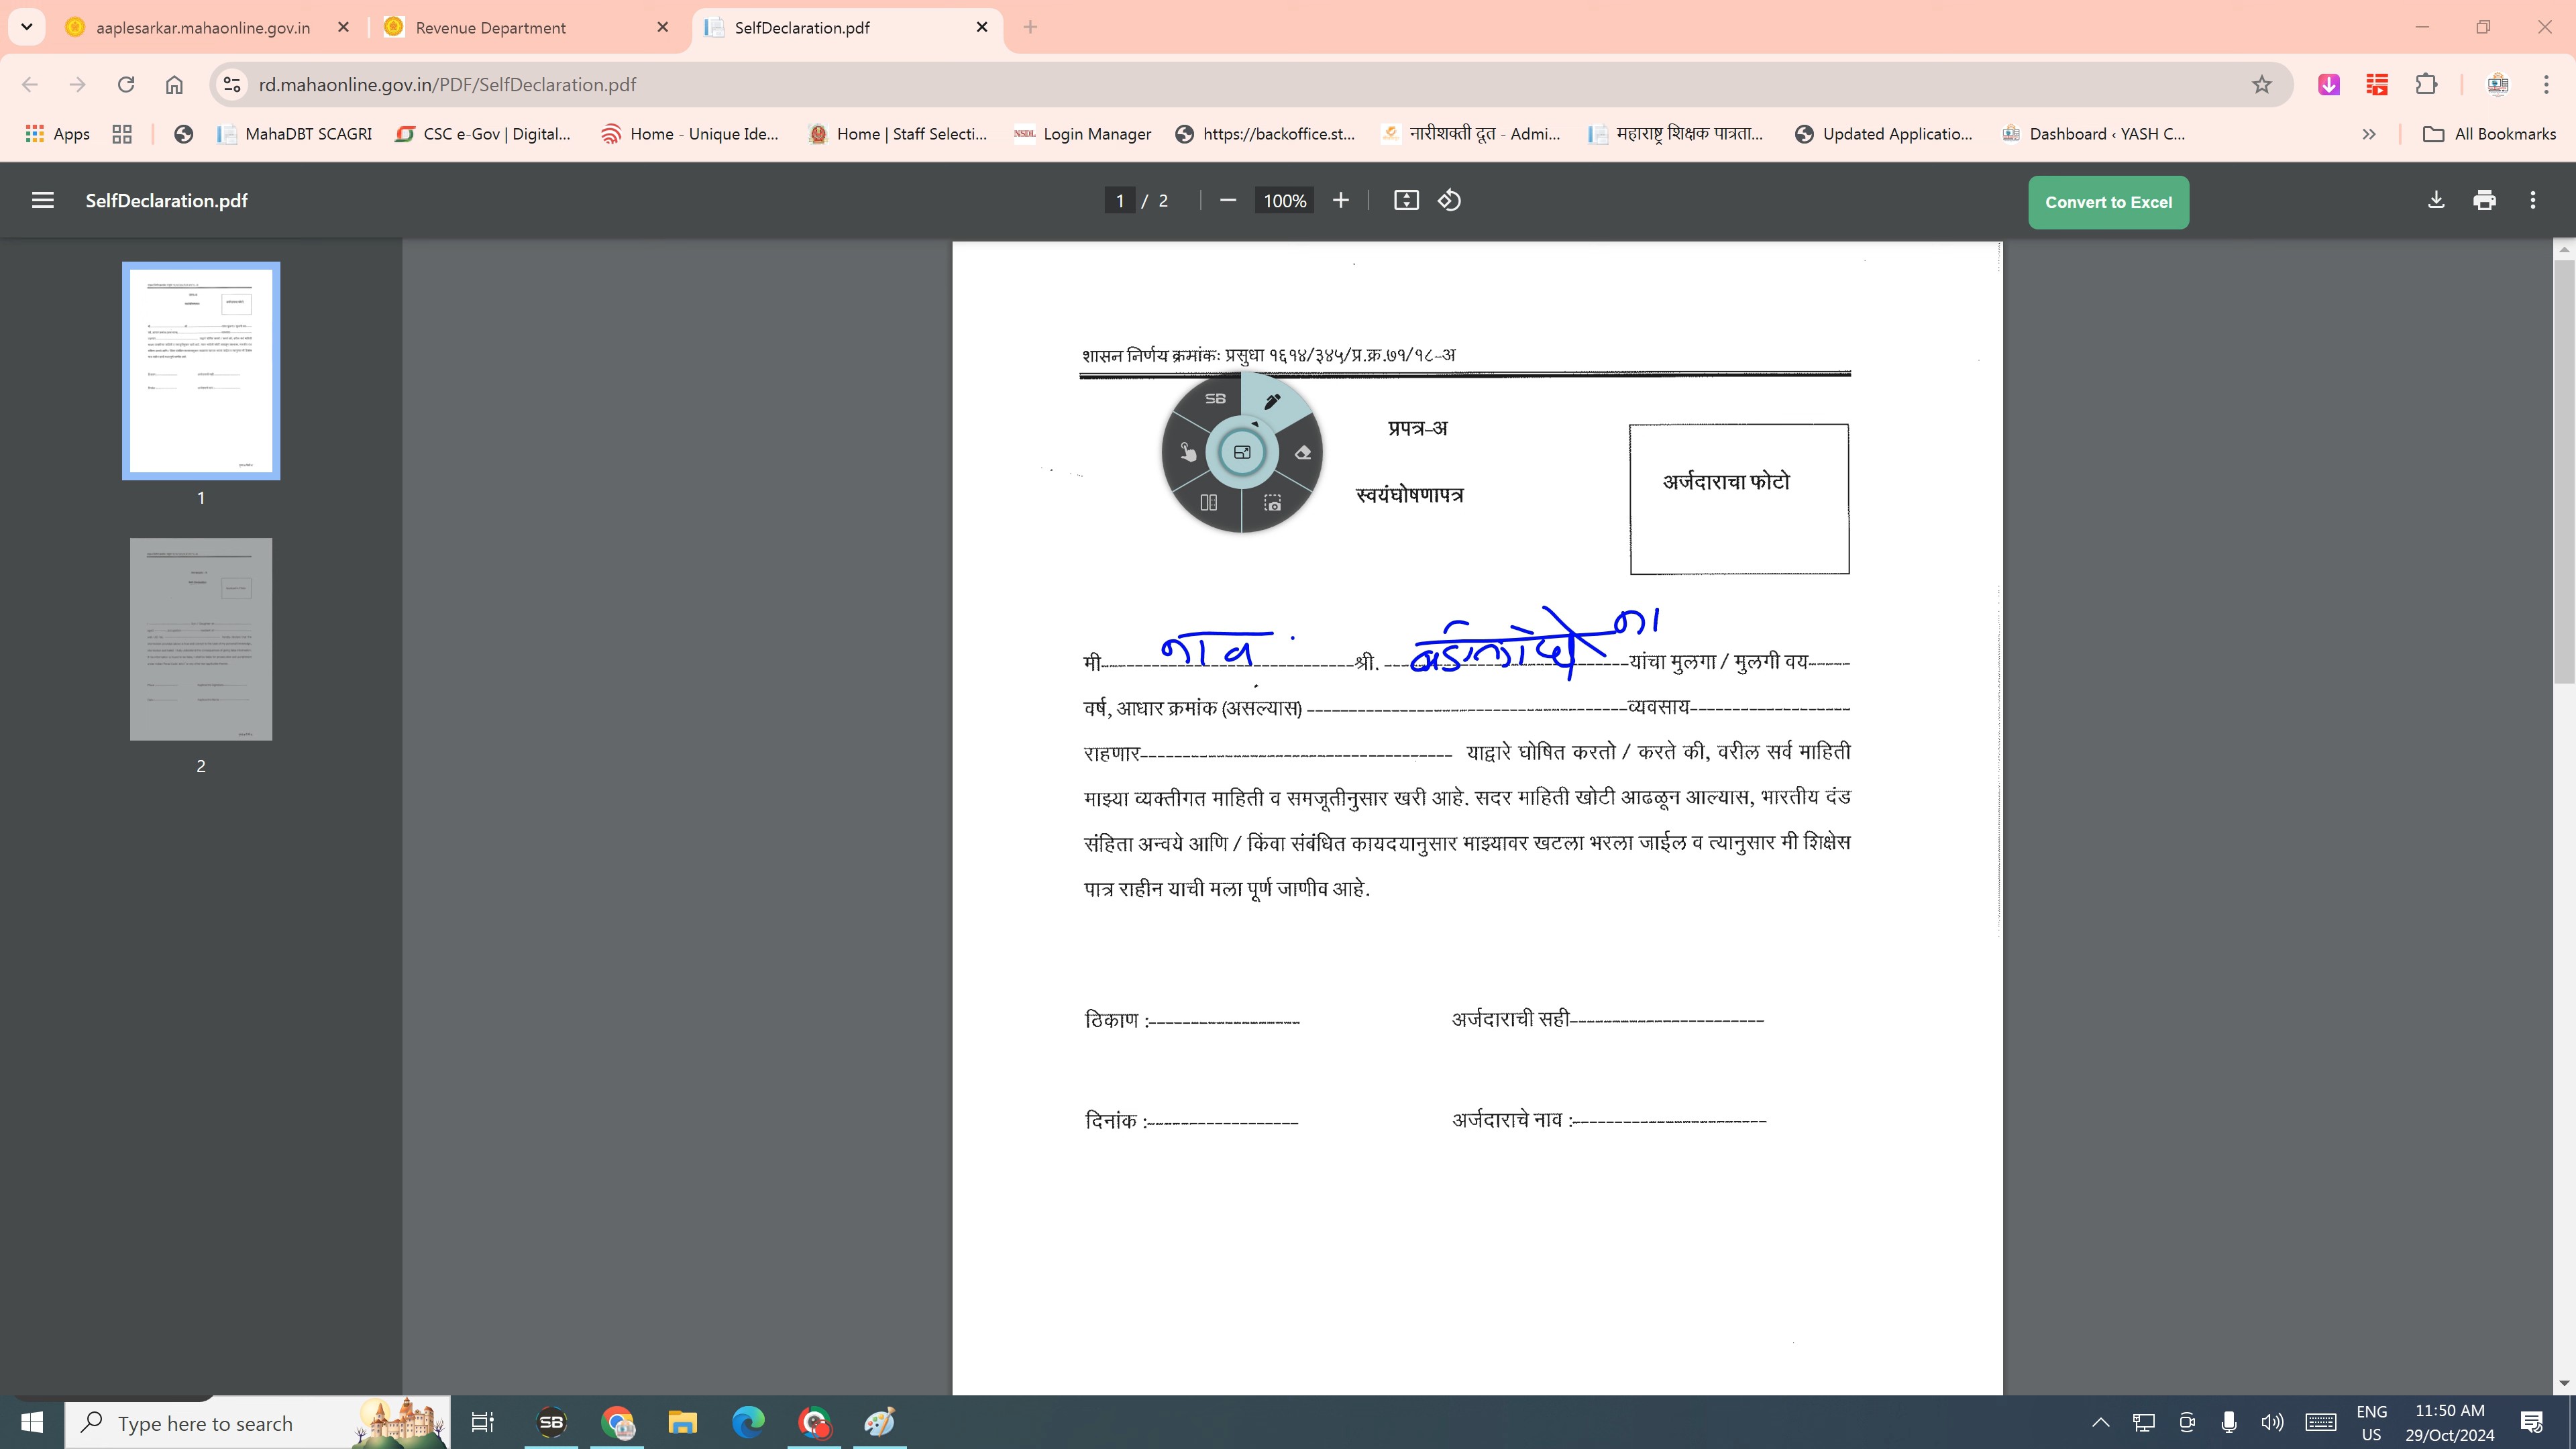 aaplesarkar.mahaonline.gov.in Revenue Department SelfDeclaration.pdf
rd.mahaonline.gov.in/PDF/SelfDeclaration.pdf
Apps MahaDBT SCAGRI CSC e-Gov | Digital... Home - Unique Ide... Home | Staff Selecti... NSDL Login Manager https://backoffice.st... नारीशक्ती दूत - Admi... महाराष्ट्र शिक्षक पात्रता... Updated Applicatio... Dashboard ‹ YASH C... » All Bookmarks
SelfDeclaration.pdf 1 / 2 100% Convert to Excel
1
2
शासन निर्णय क्रमांकः प्रसुधा १६१४/३४५/प्र.क्र.७१/१८-अ
SB
प्रपत्र-अ
अर्जदाराचा फोटो
स्वयंघोषणापत्र
नाव
मी श्री. यांचा मुलगा / मुलगी वय
वर्ष, आधार क्रमांक (असल्यास) व्यवसाय
राहणार याद्वारे घोषित करतो / करते की, वरील सर्व माहिती
माझ्या व्यक्तीगत माहिती व समजूतीनुसार खरी आहे. सदर माहिती खोटी आढळून आल्यास, भारतीय दंड
संहिता अन्वये आणि / किंवा संबंधित कायदयानुसार माझ्यावर खटला भरला जाईल व त्यानुसार मी शिक्षेस
पात्र राहीन याची मला पूर्ण जाणीव आहे.
ठिकाण : अर्जदाराची सही
दिनांक : अर्जदाराचे नाव :
Type here to search SB ENG US 11:50 AM 29/Oct/2024